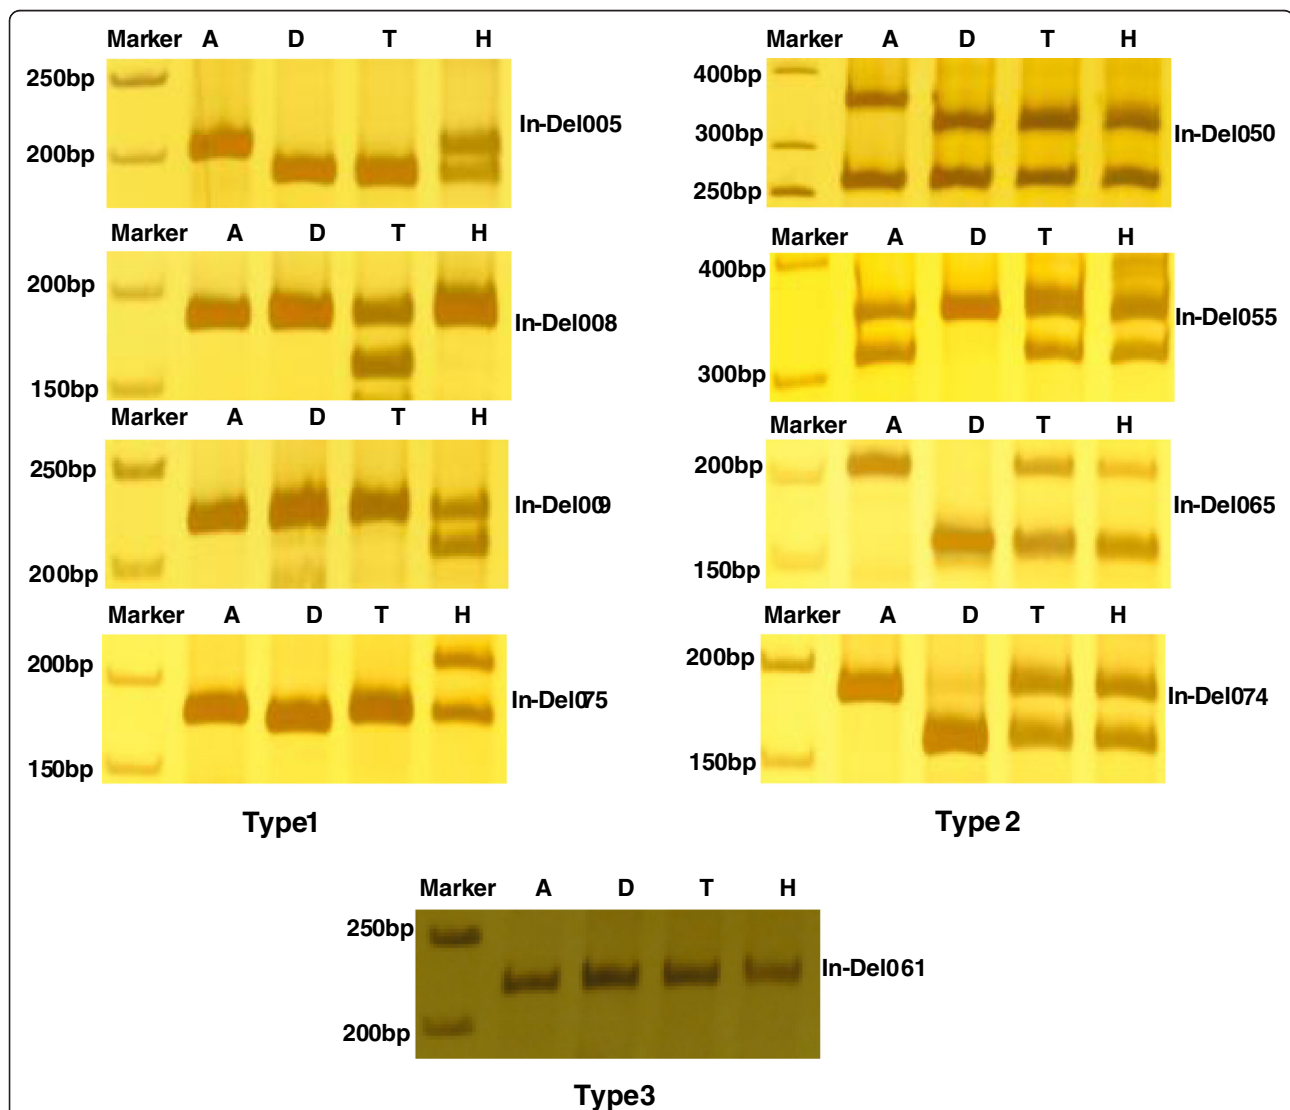 Marker A D T H
250bp
200bp
In-Del005
Marker A D T H
200bp
150bp
In-Del008
Marker A D T H
250bp
200bp
In-Del009
Marker A D T H
200bp
150bp
In-Del075
Type1
Marker A D T H
400bp
300bp
250bp
In-Del050
Marker A D T H
400bp
300bp
In-Del055
Marker A D T H
200bp
150bp
In-Del065
Marker A D T H
200bp
150bp
In-Del074
Type 2
Marker A D T H
250bp
200bp
In-Del061
Type3